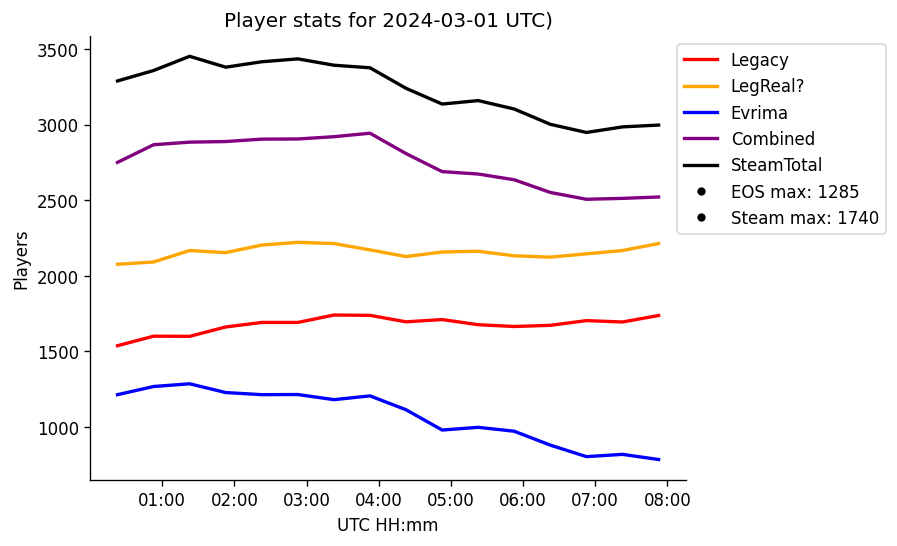 Player stats for 2024-03-01 UTC)
3500
3000
2500
2000
1500
1000
Players
01:00 02:00 03:00 04:00 05:00 06:00 07:00 08:00
UTC HH:mm
Legacy
LegReal?
Evrima
Combined
SteamTotal
EOS max: 1285
Steam max: 1740